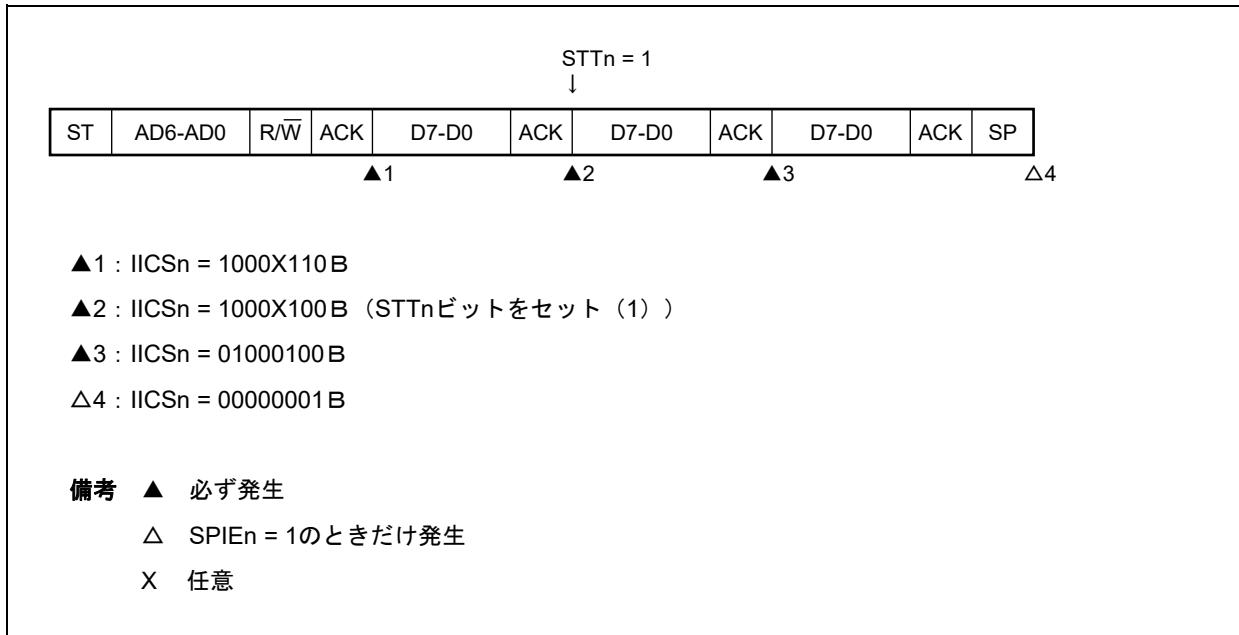 STTn = 1
↓
ST AD6-AD0 R/W̅ ACK D7-D0 ACK D7-D0 ACK D7-D0 ACK SP
▲1 ▲2 ▲3 △4
▲1：IICSn = 1000X110Ｂ
▲2：IICSn = 1000X100Ｂ（STTnビットをセット（1））
▲3：IICSn = 01000100Ｂ
△4：IICSn = 00000001Ｂ
備考 ▲ 必ず発生
△ SPIEn = 1のときだけ発生
X 任意